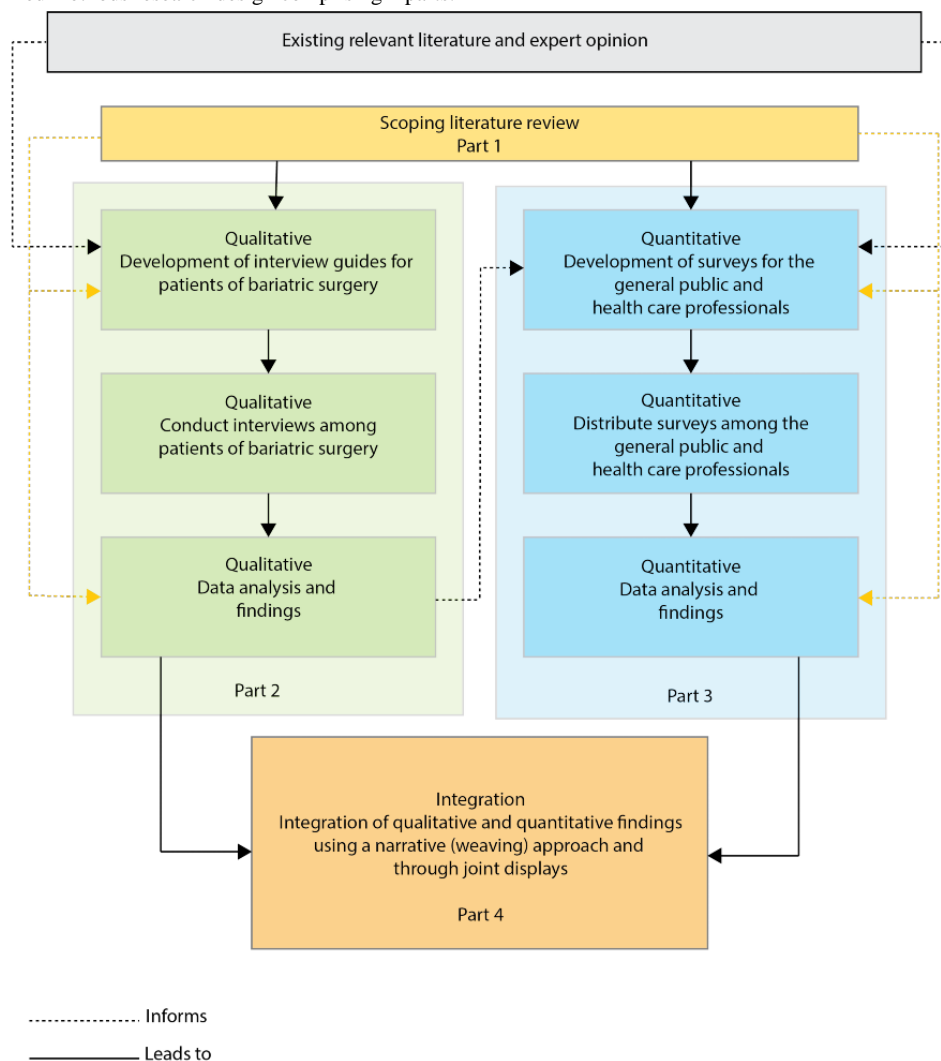 Existing relevant literature and expert opinion
Scoping literature review
Part 1
Qualitative
Development of interview guides for
patients of bariatric surgery
Qualitative
Conduct interviews among
patients of bariatric surgery
Qualitative
Data analysis and
findings
Part 2
Quantitative
Development of surveys for the
general public and
health care professionals
Quantitative
Distribute surveys among the
general public and
health care professionals
Quantitative
Data analysis and
findings
Part 3
Integration
Integration of qualitative and quantitative findings
using a narrative (weaving) approach and
through joint displays
Part 4
Informs
Leads to